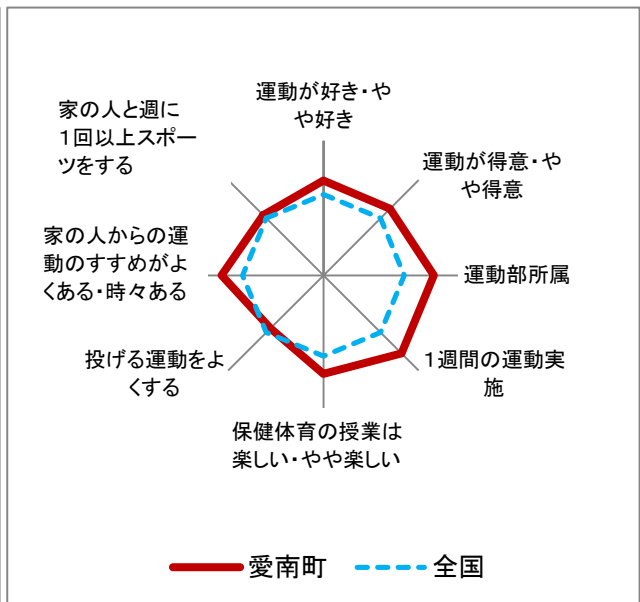 運動が好き・や
や好き
運動が得意・や
や得意
運動部所属
1週間の運動実
施
保健体育の授業は
楽しい・やや楽しい
投げる運動をよ
くする
家の人からの運
動のすすめがよ
くある・時々ある
家の人と週に
1回以上スポー
ツをする
愛南町
全国